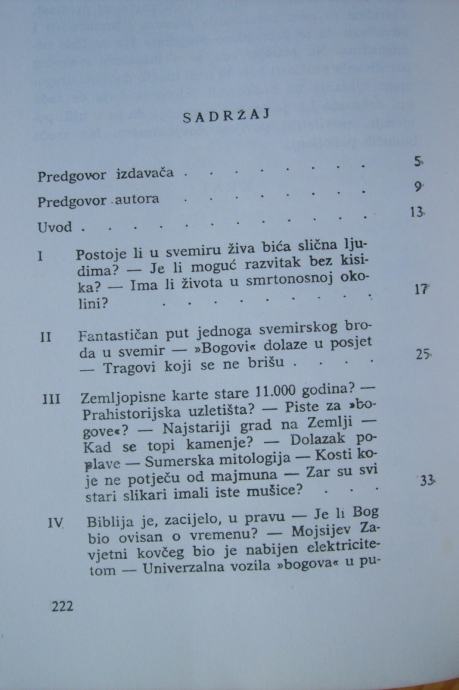 SADRŽAJ
Predgovor izdavača . . . . . . . . 5
Predgovor autora . . . . . . . . 9
Uvod . . . . . . . . . . . . 13
I Postoje li u svemiru živa bića slična lju-
dima? — Je li moguć razvitak bez kisi-
ka? — Ima li života u smrtonosnoj oko-
lini? . . . . . . . . . 17
II Fantastičan put jednoga svemirskog bro-
da u svemir — »Bogovi« dolaze u posjet
— Tragovi koji se ne brišu . . . . 25
III Zemljopisne karte stare 11.000 godina? —
Prahistorijska uzletišta? — Piste za »bo-
gove«? — Najstariji grad na Zemlji —
Kad se topi kamenje? — Dolazak po-
plave — Sumerska mitologija — Kosti ko-
je ne potječu od majmuna — Zar su svi
stari slikari imali iste mušice? . . . 33
IV Biblija je, zacijelo, u pravu — Je li Bog
bio ovisan o vremenu? — Mojsijev Za-
vjetni kovčeg bio je nabijen elektricite-
tom — Univerzalna vozila »bogova« u pu-
222